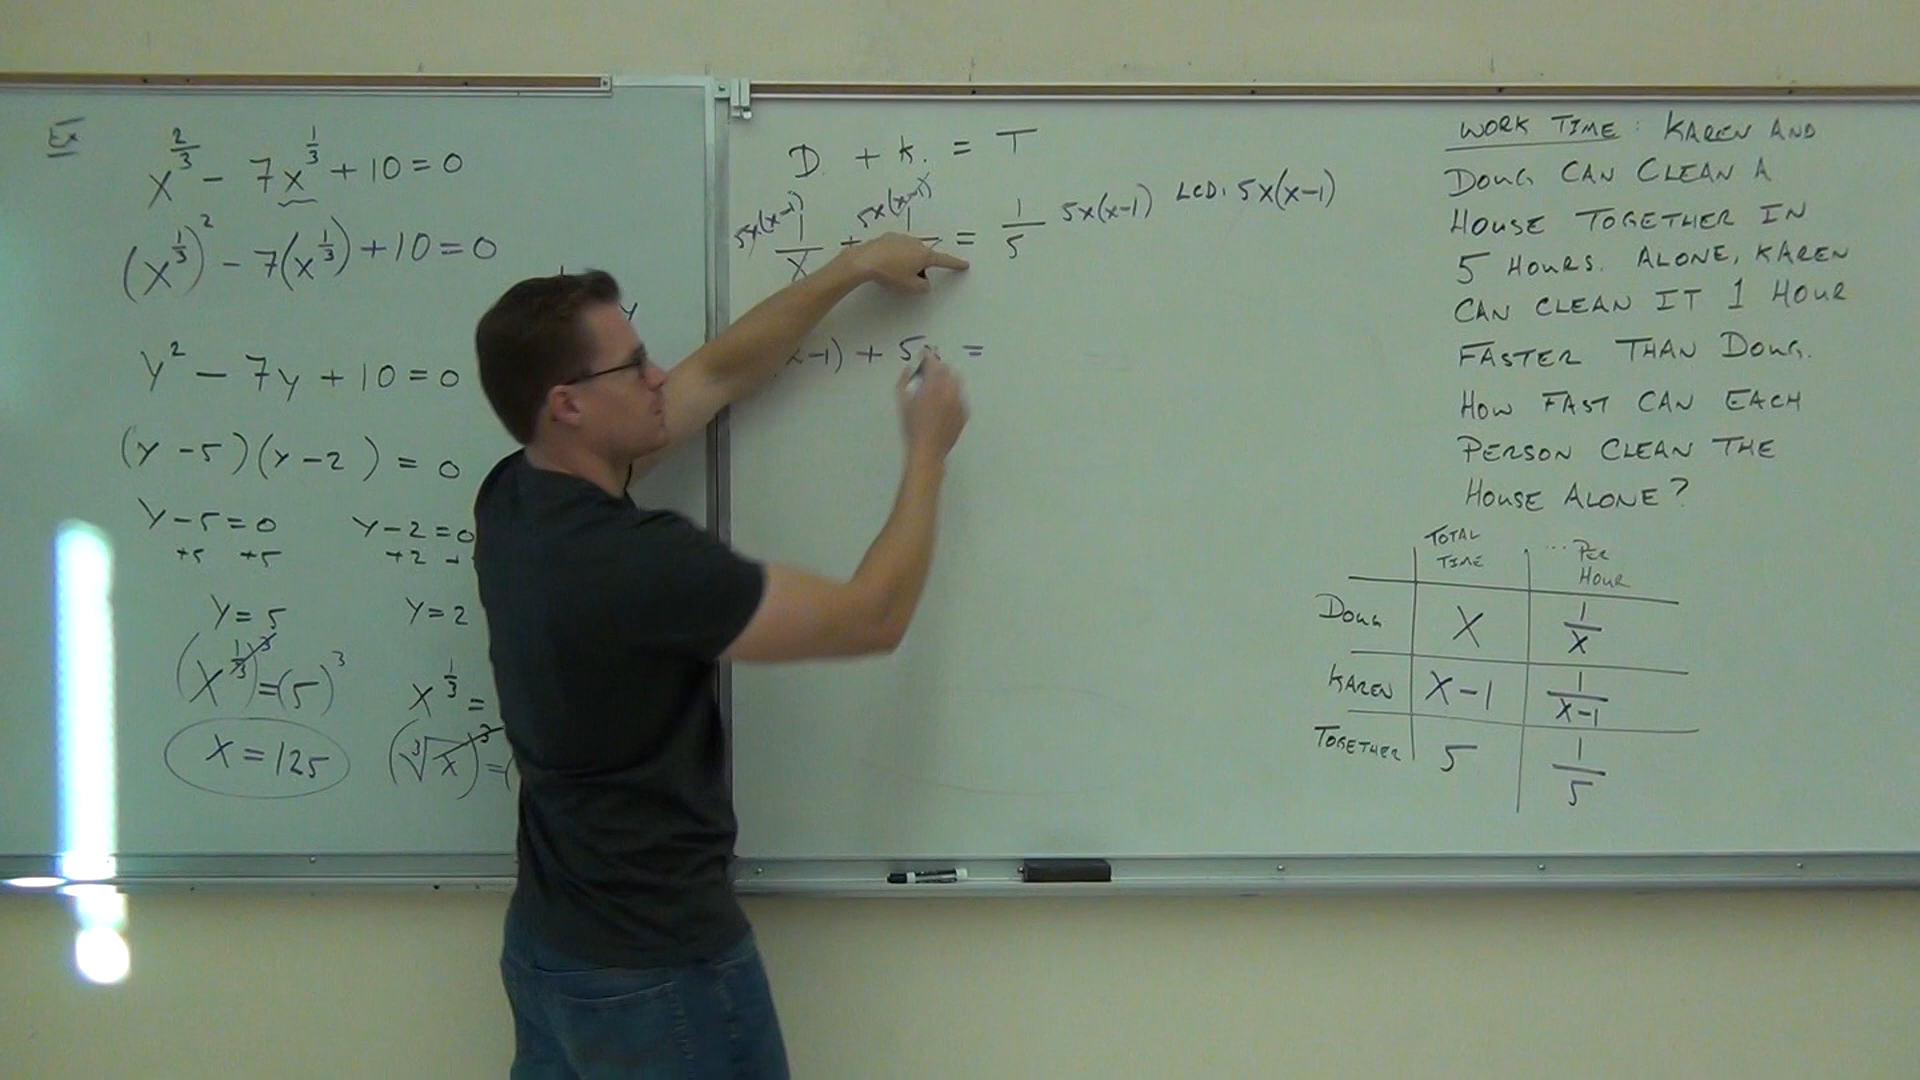 Ex
x^(2/3) - 7x^(1/3) + 10 = 0
(x^(1/3))^2 - 7(x^(1/3)) + 10 = 0
y^2 - 7y + 10 = 0
(y - 5)(y - 2) = 0
y - 5 = 0 y - 2 = 0
+5 +5 +2
y = 5 y = 2
(x^(1/3))^3 = (5)^3 x^(1/3) =
x = 125 (∛x)^3 = (
y
D. + K. = T
5x(x-1) 5x(x-1) 5x(x-1) LCD: 5x(x-1)
1/x + 1/ = 1/5
x-1) + 5x =
WORK TIME: KAREN AND
DOUG CAN CLEAN A
HOUSE TOGETHER IN
5 HOURS. ALONE, KAREN
CAN CLEAN IT 1 HOUR
FASTER THAN DOUG.
HOW FAST CAN EACH
PERSON CLEAN THE
HOUSE ALONE?
TOTAL TIME ...PER HOUR
DOUG X 1/X
KAREN X-1 1/(X-1)
TOGETHER 5 1/5